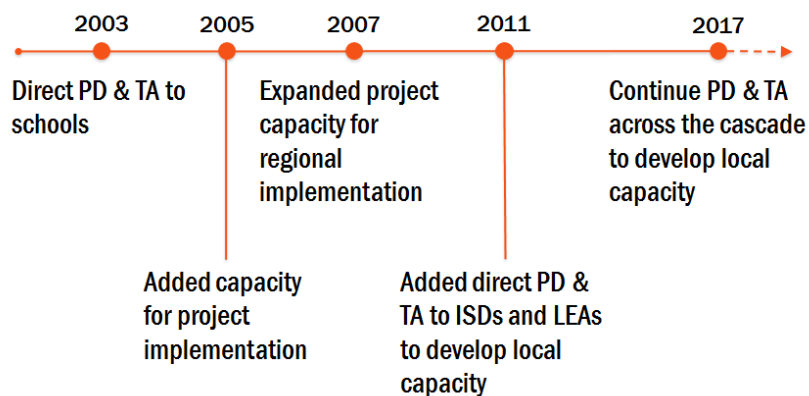 2003
2005
2007
2011
2017
Direct PD & TA to
schools
Expanded project
capacity for
regional
implementation
Continue PD & TA
across the cascade
to develop local
capacity
Added capacity
for project
implementation
Added direct PD &
TA to ISDs and LEAs
to develop local
capacity